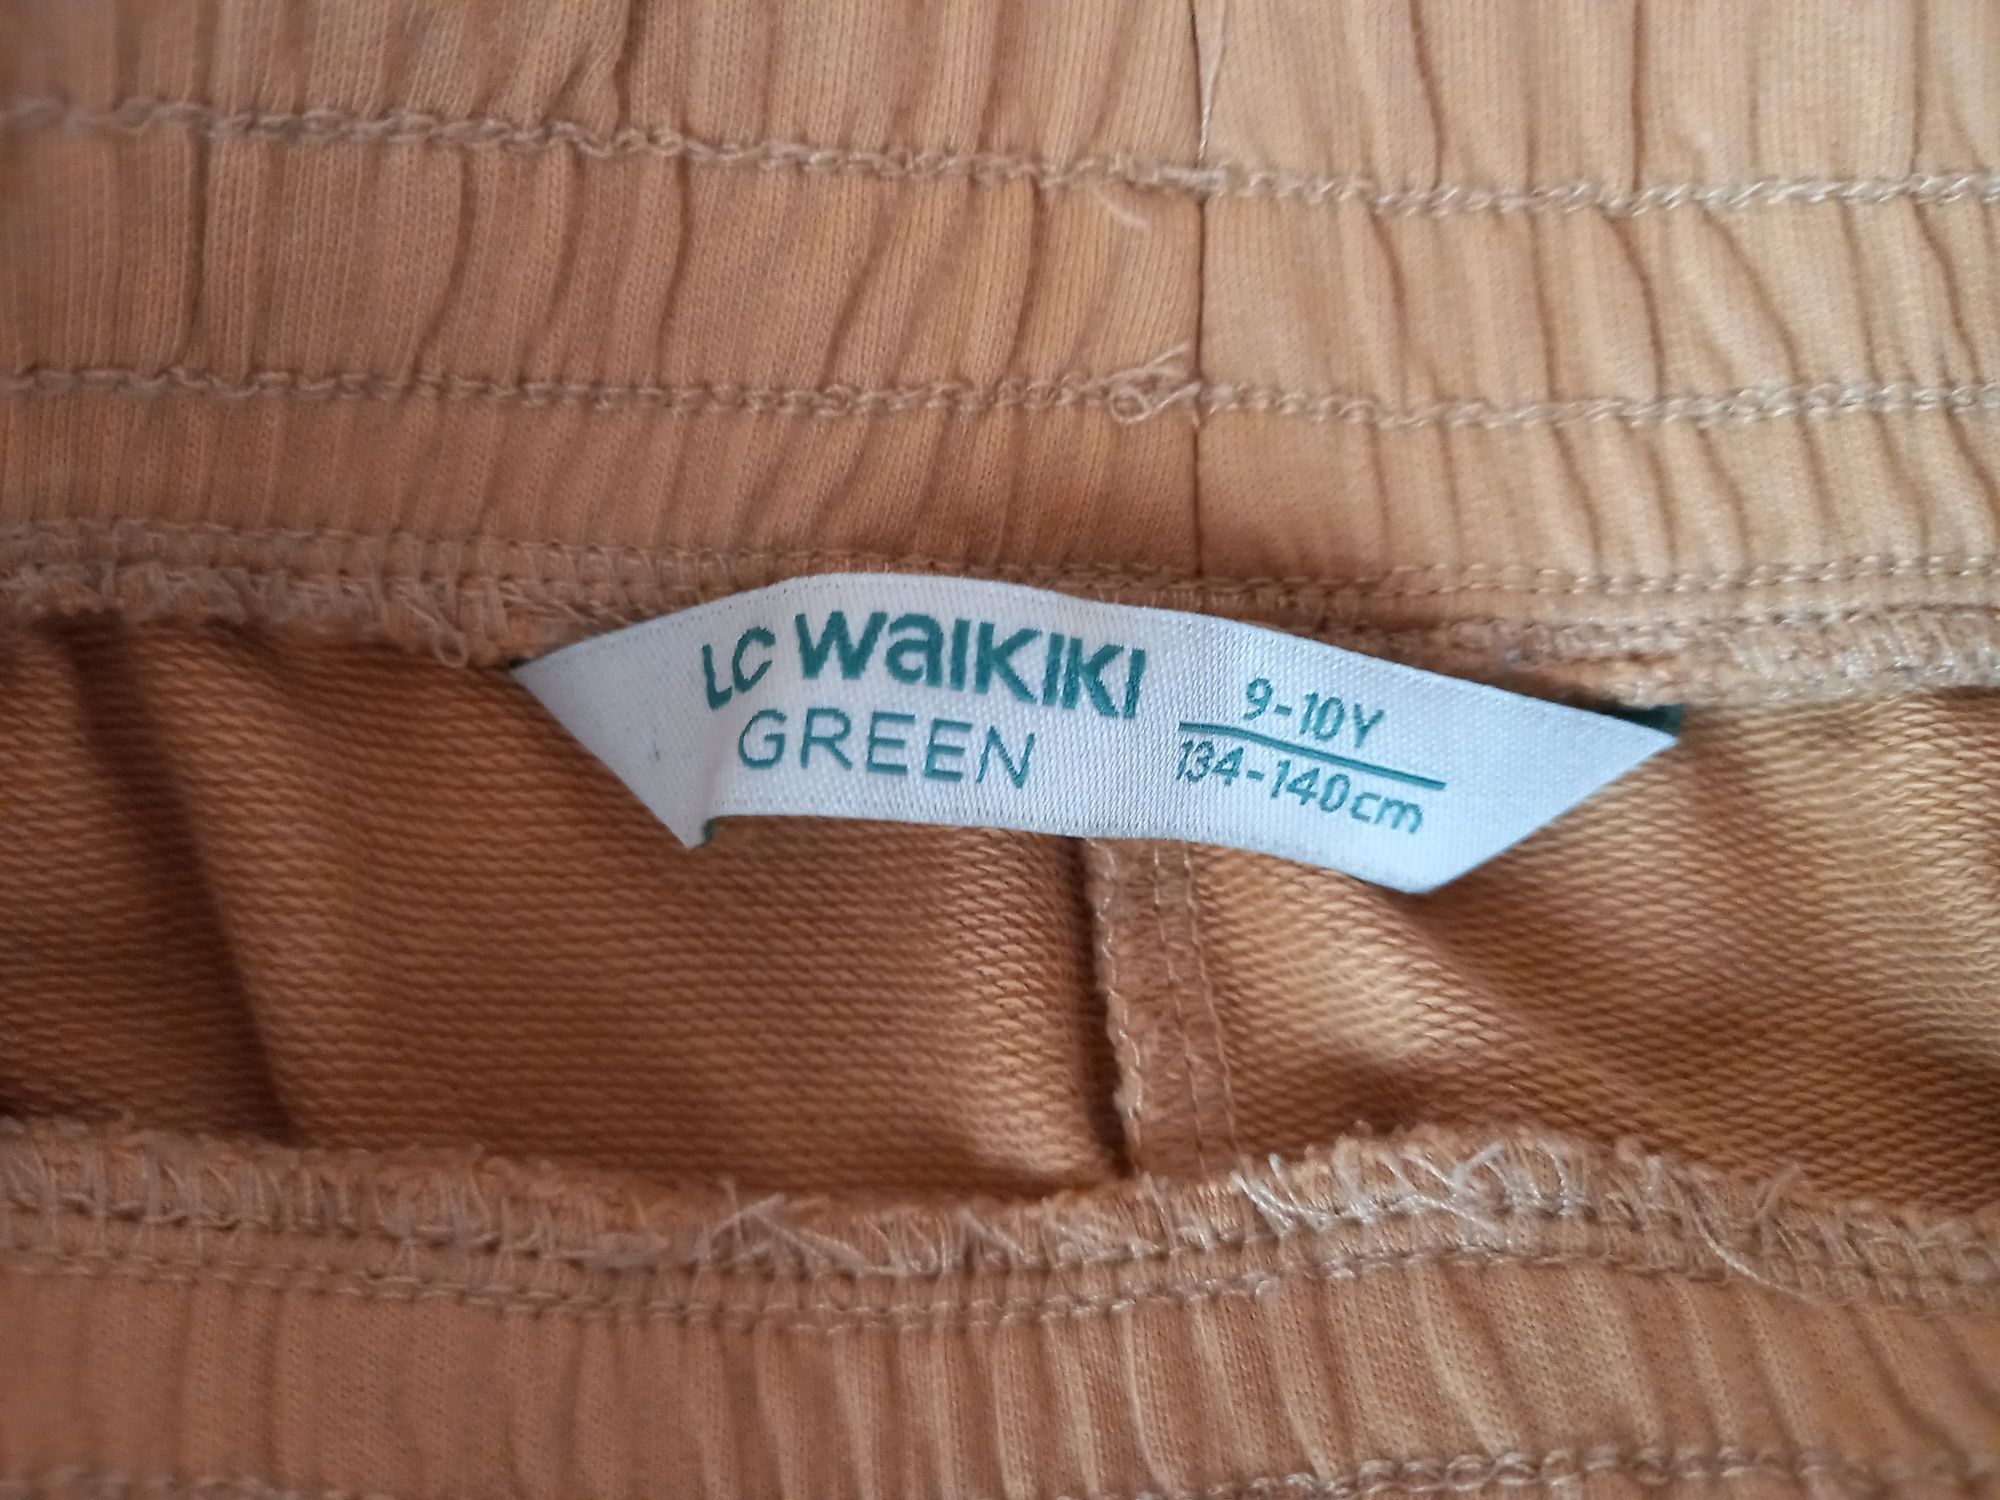 LC WAIKIKI
GREEN
9-10Y
134-140cm